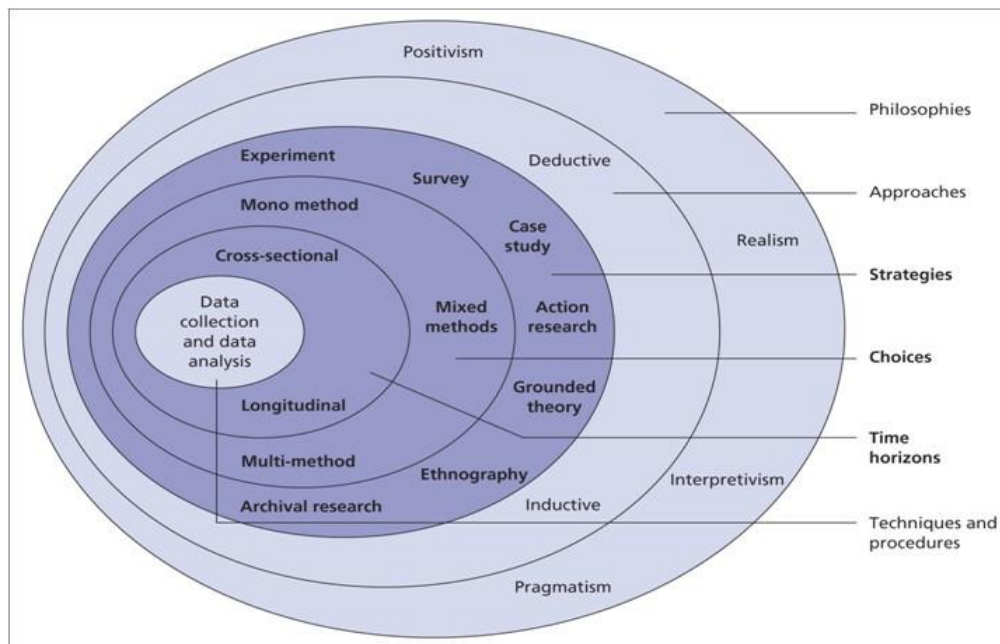 Positivism
Philosophies
Experiment
Deductive
Survey
Approaches
Mono method
Case
study
Realism
Cross-sectional
Strategies
Data
collection
and data
analysis
Mixed
methods
Action
research
Choices
Grounded
theory
Longitudinal
Time
horizons
Multi-method
Ethnography
Interpretivism
Archival research
Inductive
Techniques and
procedures
Pragmatism